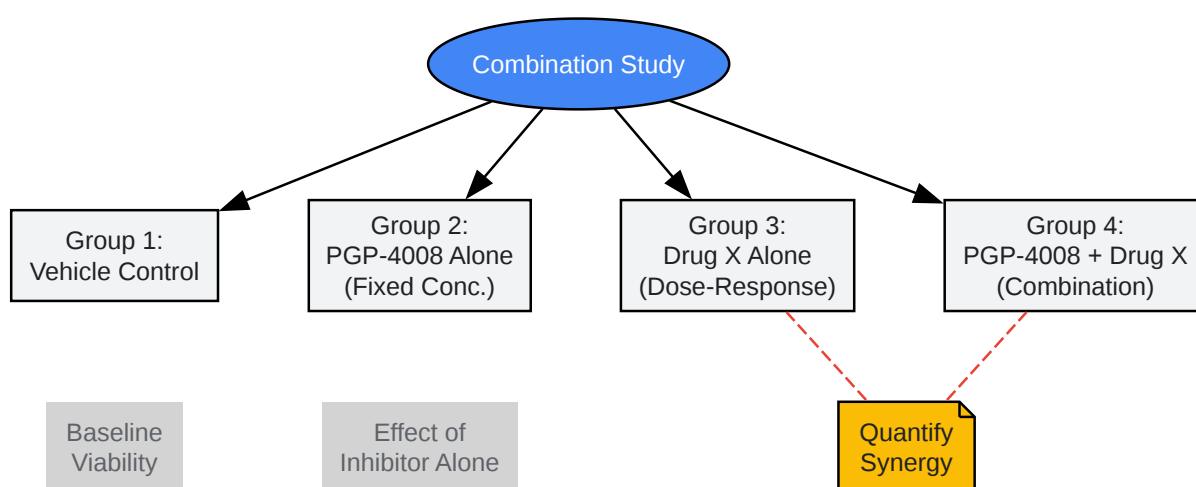 Combination Study
Group 1:
Vehicle Control
Group 2:
PGP-4008 Alone
(Fixed Conc.)
Group 3:
Drug X Alone
(Dose-Response)
Group 4:
PGP-4008 + Drug X
(Combination)
Baseline
Viability
Effect of
Inhibitor Alone
Quantify
Synergy